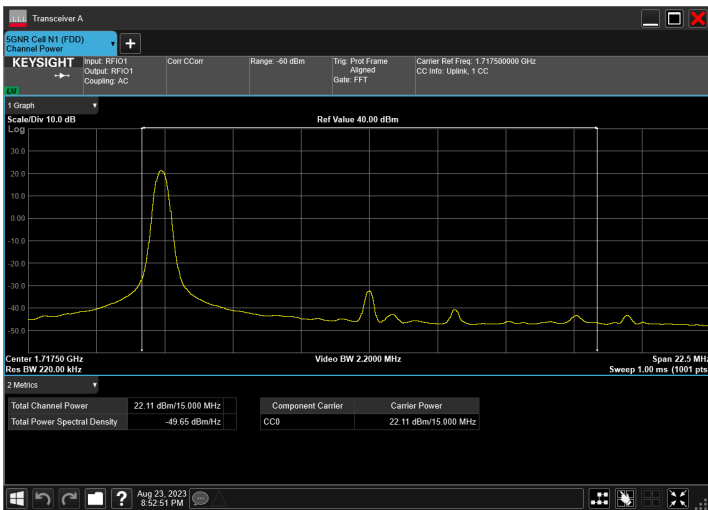 Transceiver A
5GNR Cell N1 (FDD)
Channel Power
KEYSIGHT
Input: RFIO1
Output: RFIO1
Coupling: AC
Corr CCorr
Range: -60 dBm
Trig: Prot Frame
Aligned
Gate: FFT
Carrier Ref Freq: 1.717500000 GHz
CC Info: Uplink, 1 CC
1 Graph
Scale/Div 10.0 dB
Ref Value 40.00 dBm
Log
30.0
20.0
10.0
0.00
-10.0
-20.0
-30.0
-40.0
-50.0
Center 1.71750 GHz
Video BW 2.2000 MHz
Span 22.5 MHz
Res BW 220.00 kHz
Sweep 1.00 ms (1001 pts
2 Metrics
Total Channel Power 22.11 dBm/15.000 MHz
Total Power Spectral Density -49.65 dBm/Hz
Component Carrier Carrier Power
CC0 22.11 dBm/15.000 MHz
Aug 23, 2023
8:52:51 PM